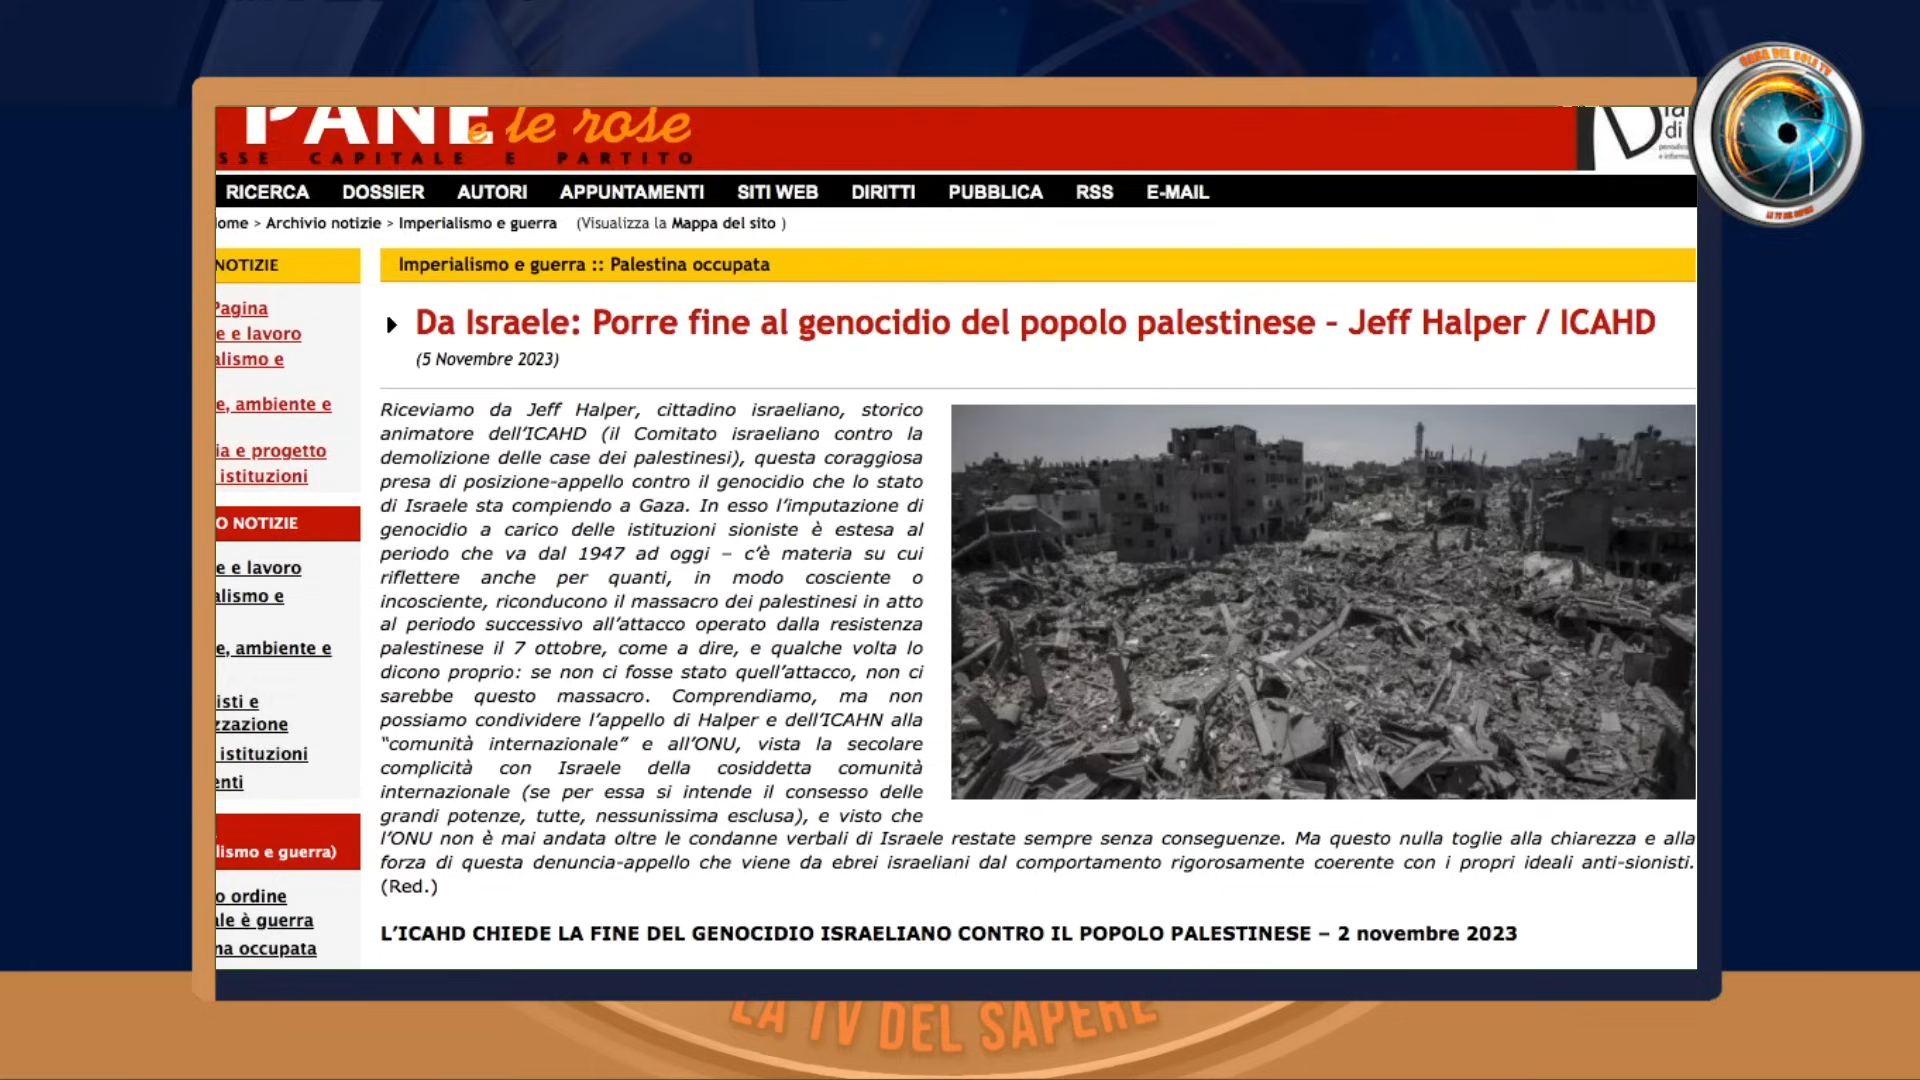 CASA DEL SOLE TV
PANE e le rose
SSE CAPITALE E PARTITO
di
RICERCA DOSSIER AUTORI APPUNTAMENTI SITI WEB DIRITTI PUBBLICA RSS E-MAIL
ome > Archivio notizie > Imperialismo e guerra (Visualizza la Mappa del sito )
NOTIZIE
Pagina
e e lavoro
alismo e
e, ambiente e
ia e progetto
istituzioni
O NOTIZIE
e e lavoro
alismo e
e, ambiente e
isti e
zzazione
istituzioni
enti
lismo e guerra)
o ordine
ale è guerra
na occupata
Imperialismo e guerra :: Palestina occupata
Da Israele: Porre fine al genocidio del popolo palestinese – Jeff Halper / ICAHD
(5 Novembre 2023)
Riceviamo da Jeff Halper, cittadino israeliano, storico
animatore dell’ICAHD (il Comitato israeliano contro la
demolizione delle case dei palestinesi), questa coraggiosa
presa di posizione-appello contro il genocidio che lo stato
di Israele sta compiendo a Gaza. In esso l’imputazione di
genocidio a carico delle istituzioni sioniste è estesa al
periodo che va dal 1947 ad oggi – c’è materia su cui
riflettere anche per quanti, in modo cosciente o
incosciente, riconducono il massacro dei palestinesi in atto
al periodo successivo all’attacco operato dalla resistenza
palestinese il 7 ottobre, come a dire, e qualche volta lo
dicono proprio: se non ci fosse stato quell’attacco, non ci
sarebbe questo massacro. Comprendiamo, ma non
possiamo condividere l’appello di Halper e dell’ICAHN alla
“comunità internazionale” e all’ONU, vista la secolare
complicità con Israele della cosiddetta comunità
internazionale (se per essa si intende il consesso delle
grandi potenze, tutte, nessunissima esclusa), e visto che
l’ONU non è mai andata oltre le condanne verbali di Israele restate sempre senza conseguenze. Ma questo nulla toglie alla chiarezza e alla
forza di questa denuncia-appello che viene da ebrei israeliani dal comportamento rigorosamente coerente con i propri ideali anti-sionisti.
(Red.)
L’ICAHD CHIEDE LA FINE DEL GENOCIDIO ISRAELIANO CONTRO IL POPOLO PALESTINESE – 2 novembre 2023
LA TV DEL SAPERE